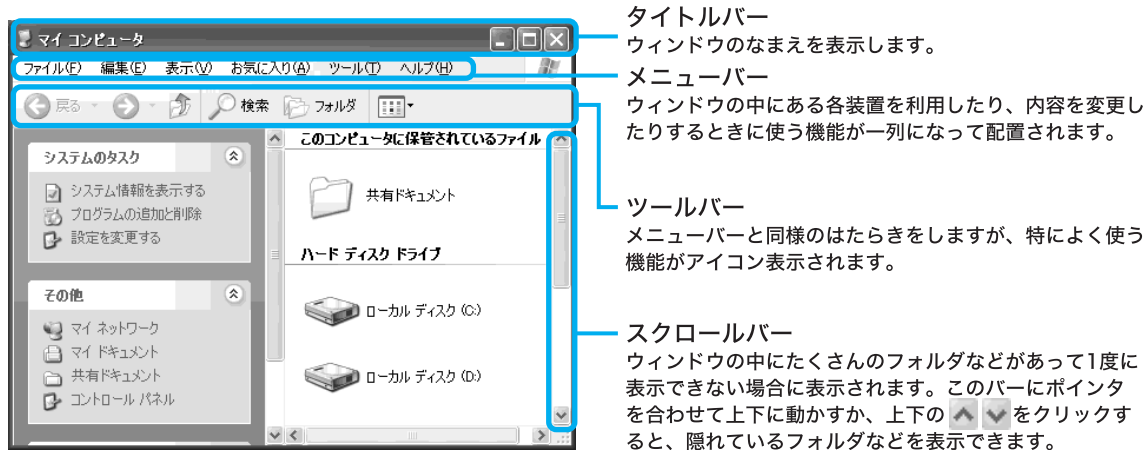 マイ コンピュータ
ファイル(F) 編集(E) 表示(V) お気に入り(A) ツール(T) ヘルプ(H)
戻る 検索 フォルダ
システムのタスク
システム情報を表示する
プログラムの追加と削除
設定を変更する
その他
マイ ネットワーク
マイ ドキュメント
共有ドキュメント
コントロール パネル
このコンピュータに保管されているファイル
共有ドキュメント
ハード ディスク ドライブ
ローカル ディスク (C:)
ローカル ディスク (D:)
タイトルバー
ウィンドウのなまえを表示します。
メニューバー
ウィンドウの中にある各装置を利用したり、内容を変更し
たりするときに使う機能が一列になって配置されます。
ツールバー
メニューバーと同様のはたらきをしますが、特によく使う
機能がアイコン表示されます。
スクロールバー
ウィンドウの中にたくさんのフォルダなどがあって1度に
表示できない場合に表示されます。このバーにポインタ
を合わせて上下に動かすか、上下の をクリックす
ると、隠れているフォルダなどを表示できます。